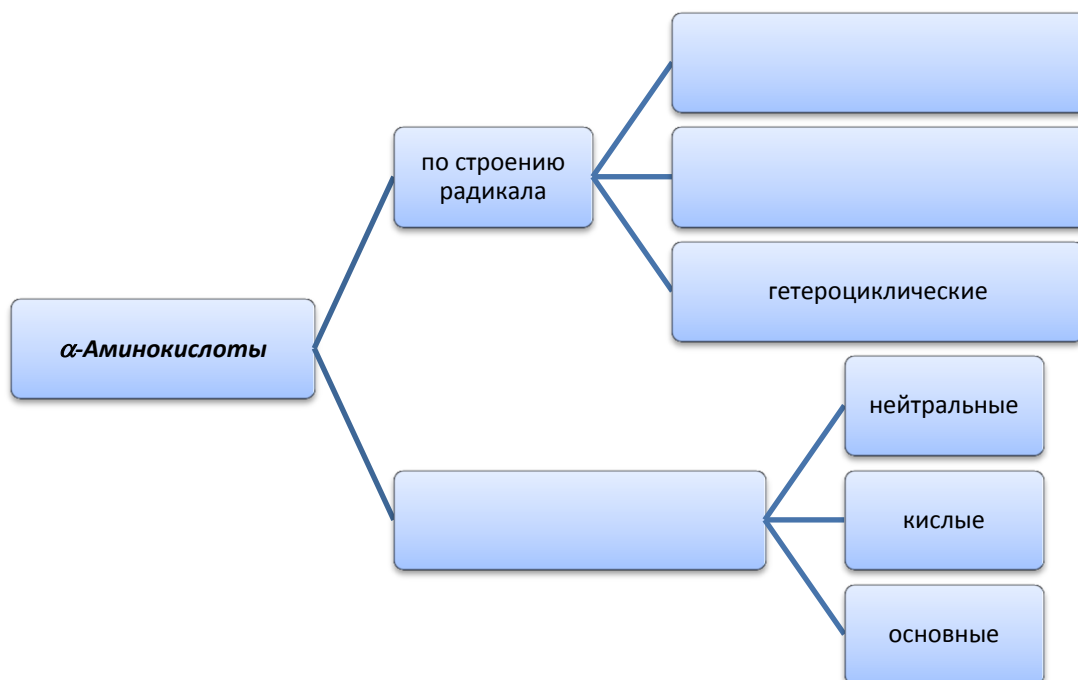 по строению
радикала
гетероциклические
α-Аминокислоты
нейтральные
кислые
основные